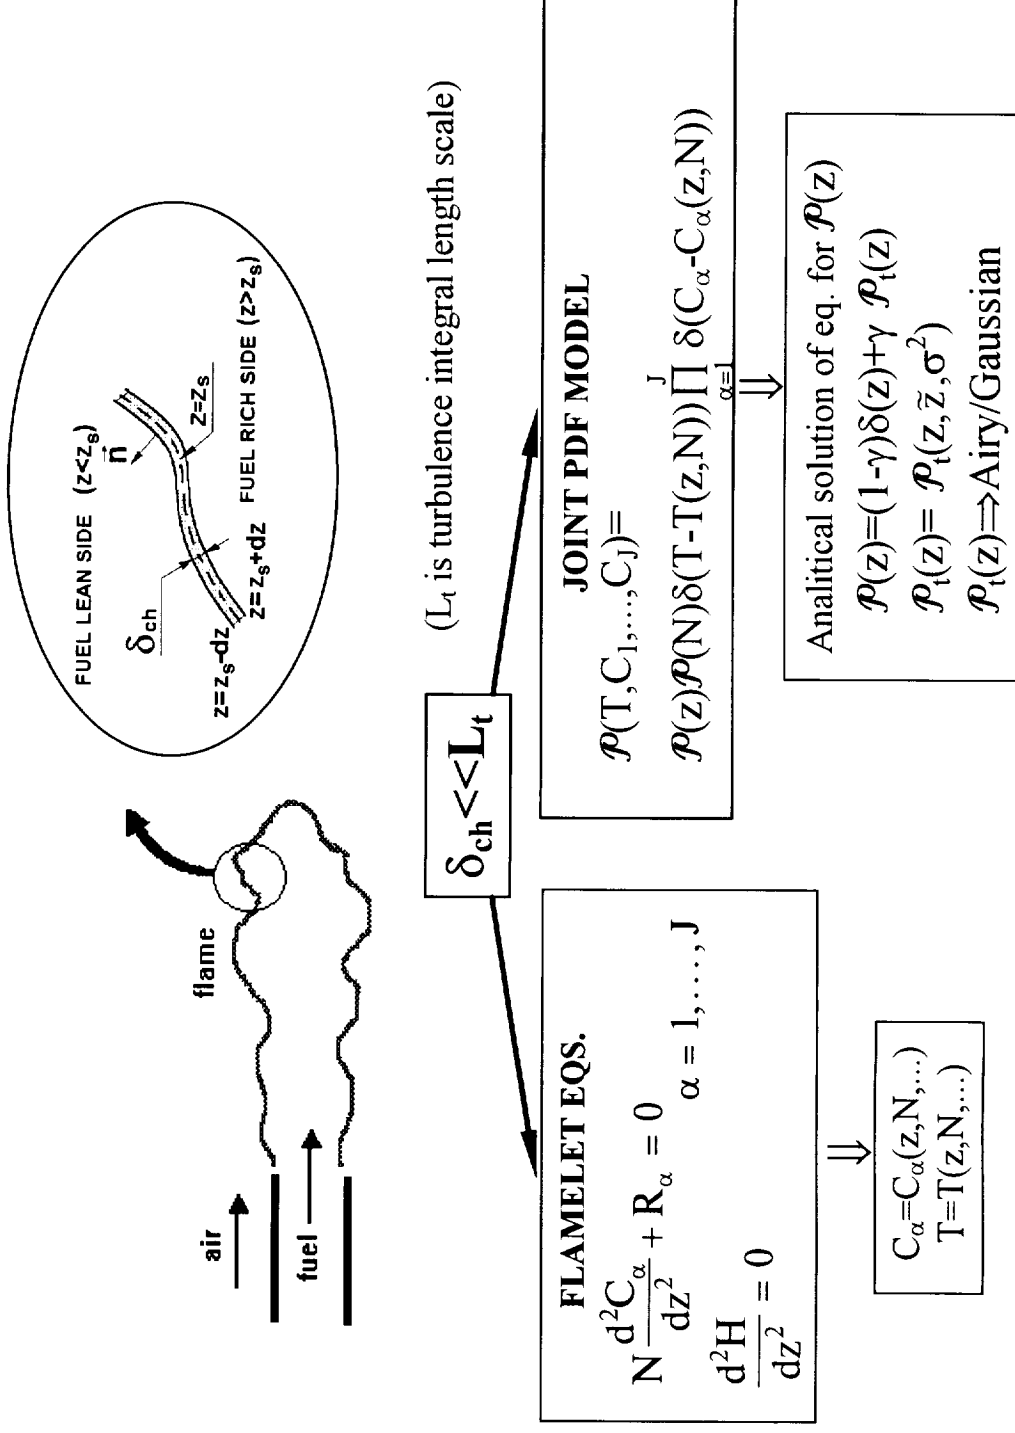 air
fuel
flame
FUEL LEAN SIDE (z<z_s)
n⃗
δ_ch
z=z_s
z=z_s-dz
z=z_s+dz
FUEL RICH SIDE (z>z_s)
δ_ch<<L_t
(L_t is turbulence integral length scale)
FLAMELET EQS.
N d²C_α/dz² + R_α = 0
α = 1,...., J
d²H/dz² = 0
⇒
C_α=C_α(z,N,...)
T=T(z,N,...)
JOINT PDF MODEL
𝒫(T,C_1,...,C_J)=
𝒫(z)𝒫(N)δ(T-T(z,N))∏_{α=1}^{J} δ(C_α-C_α(z,N))
⇒
Analitical solution of eq. for 𝒫(z)
𝒫(z)=(1-γ)δ(z)+γ 𝒫_t(z)
𝒫_t(z)= 𝒫_t(z,z̃,σ²)
𝒫_t(z)⇒Airy/Gaussian